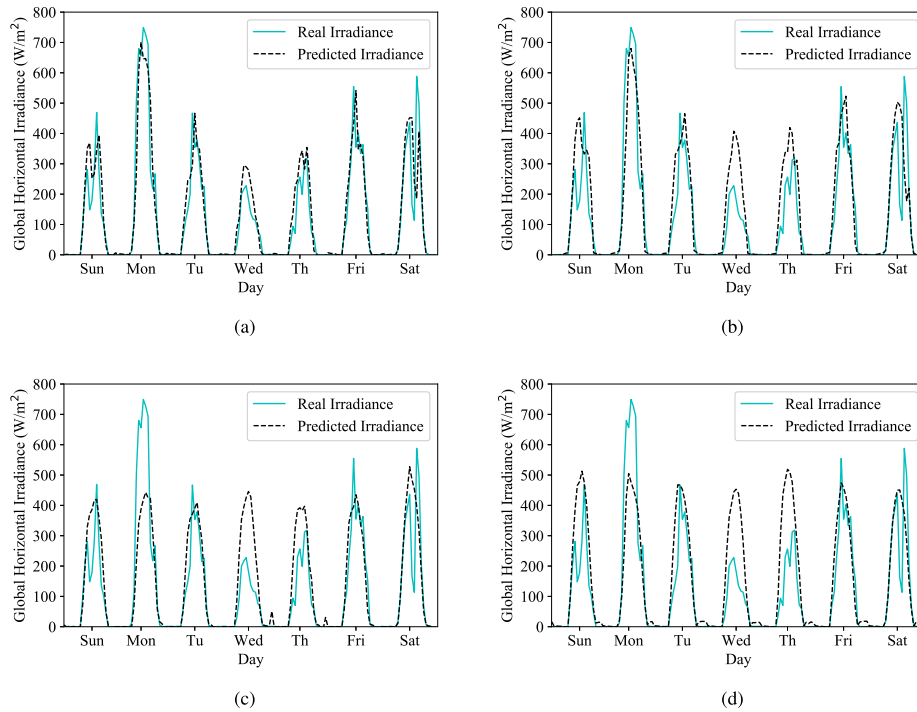 800
700
600
500
400
300
200
100
0
Global Horizontal Irradiance (W/m²)
Real Irradiance
Predicted Irradiance
Sun Mon Tu Wed Th Fri Sat
Day
(a)
800
700
600
500
400
300
200
100
0
Global Horizontal Irradiance (W/m²)
Real Irradiance
Predicted Irradiance
Sun Mon Tu Wed Th Fri Sat
Day
(b)
800
700
600
500
400
300
200
100
0
Global Horizontal Irradiance (W/m²)
Real Irradiance
Predicted Irradiance
Sun Mon Tu Wed Th Fri Sat
Day
(c)
800
700
600
500
400
300
200
100
0
Global Horizontal Irradiance (W/m²)
Real Irradiance
Predicted Irradiance
Sun Mon Tu Wed Th Fri Sat
Day
(d)